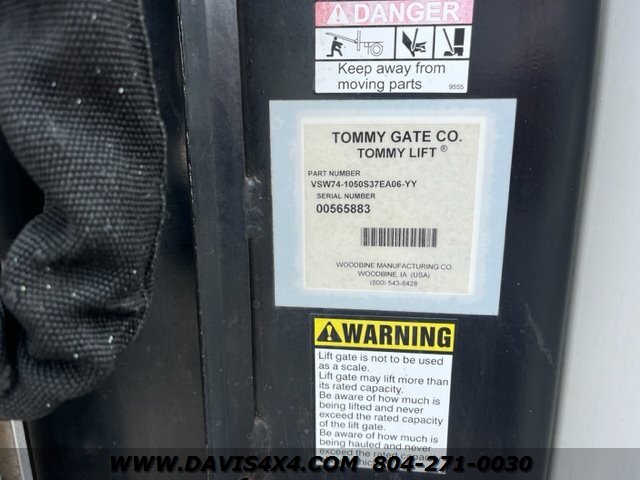 DANGER
Keep away from
moving parts
9555
TOMMY GATE CO.
TOMMY LIFT ®
PART NUMBER
VSW74-1050S37EA06-YY
SERIAL NUMBER
00565883
WOODBINE MANUFACTURING CO
WOODBINE, IA (USA)
(800) 543-8428
WARNING
Lift gate is not to be used
as a scale.
Lift gate may lift more than
its rated capacity.
Be aware of how much is
being lifted and never
exceed the rated capacity
of the lift gate.
Be aware of how much is
being hauled and never
exceed the rated capacity
WWW.DAVIS4X4.COM 804-271-0030